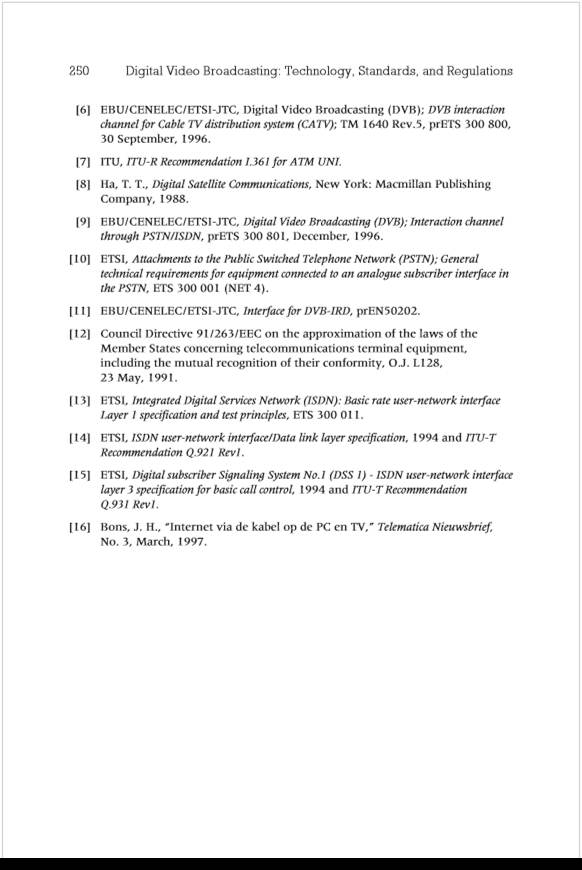 250 Digital Video Broadcasting: Technology, Standards, and Regulations
[6] EBU/CENELEC/ETSI-JTC, Digital Video Broadcasting (DVB); DVB interaction
channel for Cable TV distribution system (CATV); TM 1640 Rev.5, prETS 300 800,
30 September, 1996.
[7] ITU, ITU-R Recommendation I.361 for ATM UNI.
[8] Ha, T. T., Digital Satellite Communications, New York: Macmillan Publishing
Company, 1988.
[9] EBU/CENELEC/ETSI-JTC, Digital Video Broadcasting (DVB); Interaction channel
through PSTN/ISDN, prETS 300 801, December, 1996.
[10] ETSI, Attachments to the Public Switched Telephone Network (PSTN); General
technical requirements for equipment connected to an analogue subscriber interface in
the PSTN, ETS 300 001 (NET 4).
[11] EBU/CENELEC/ETSI-JTC, Interface for DVB-IRD, prEN50202.
[12] Council Directive 91/263/EEC on the approximation of the laws of the
Member States concerning telecommunications terminal equipment,
including the mutual recognition of their conformity, O.J. L128,
23 May, 1991.
[13] ETSI, Integrated Digital Services Network (ISDN): Basic rate user-network interface
Layer 1 specification and test principles, ETS 300 011.
[14] ETSI, ISDN user-network interface/Data link layer specification, 1994 and ITU-T
Recommendation Q.921 Rev1.
[15] ETSI, Digital subscriber Signaling System No.1 (DSS 1) - ISDN user-network interface
layer 3 specification for basic call control, 1994 and ITU-T Recommendation
Q.931 Rev1.
[16] Bons, J. H., "Internet via de kabel op de PC en TV," Telematica Nieuwsbrief,
No. 3, March, 1997.